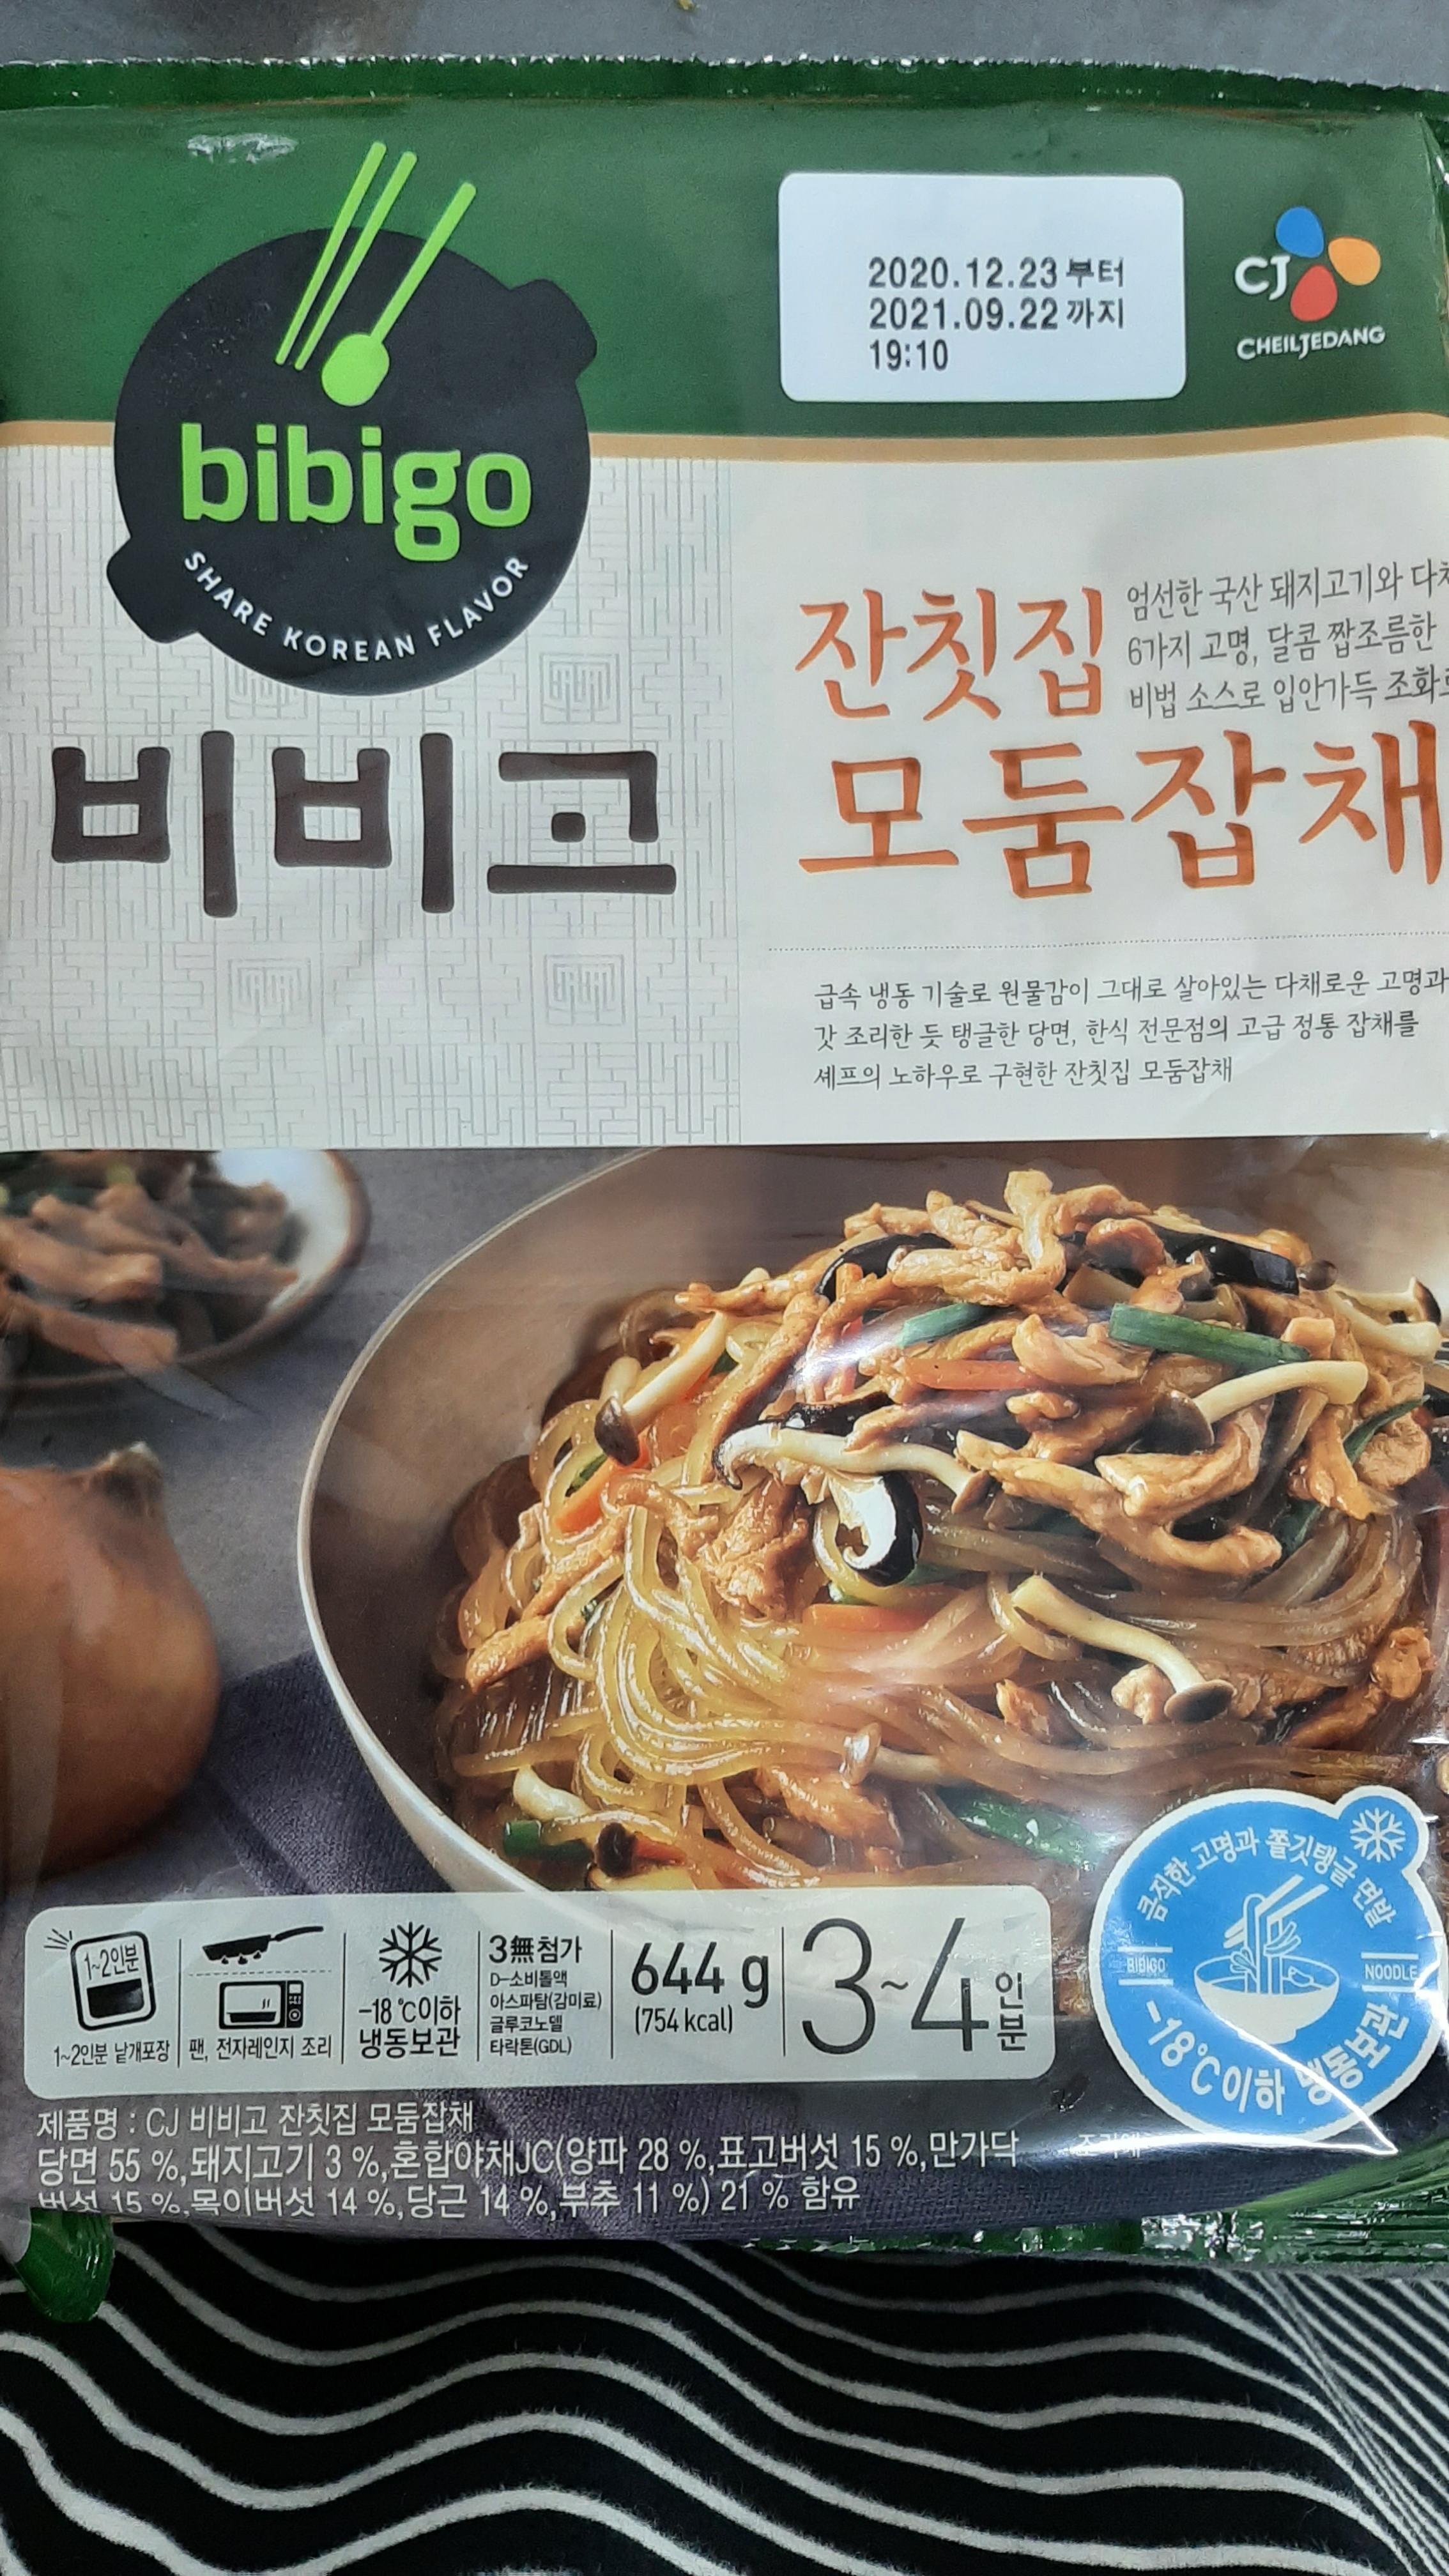 bibigo
SHARE KOREAN FLAVOR
비비고
2020.12.23 부터
2021.09.22 까지
19:10
CJ
CHEILJEDANG
잔칫집
엄선한 국산 돼지고기와
6가지 고명, 달콤 짭조름한
비법 소스로 입안가득
모둠잡채
급속 냉동 기술로 원물감이 그대로 살아있는 다채로운 고명과
갓 조리한 듯 탱글한 당면, 한식 전문점의 고급 정통 잡채를
셰프의 노하우로 구현한 잔칫집 모둠잡채
큼직한 고명과 쫄깃탱글 면발
BIBIGO
NOODLE
-18℃이하 냉동보관
1~2인분
1~2인분 낱개포장
팬, 전자레인지 조리
-18℃이하
냉동보관
3無첨가
D-소비톨액
아스파탐(감미료)
글루코노델
타락톤(GDL)
644 g
(754 kcal)
3~4인분
제품명 : CJ 비비고 잔칫집 모둠잡채
당면 55 %,돼지고기 3 %,혼합야채JC(양파 28 %,표고버섯 15 %,만가닥
버섯 15 %,목이버섯 14 %,당근 14 %,부추 11 %) 21 % 함유